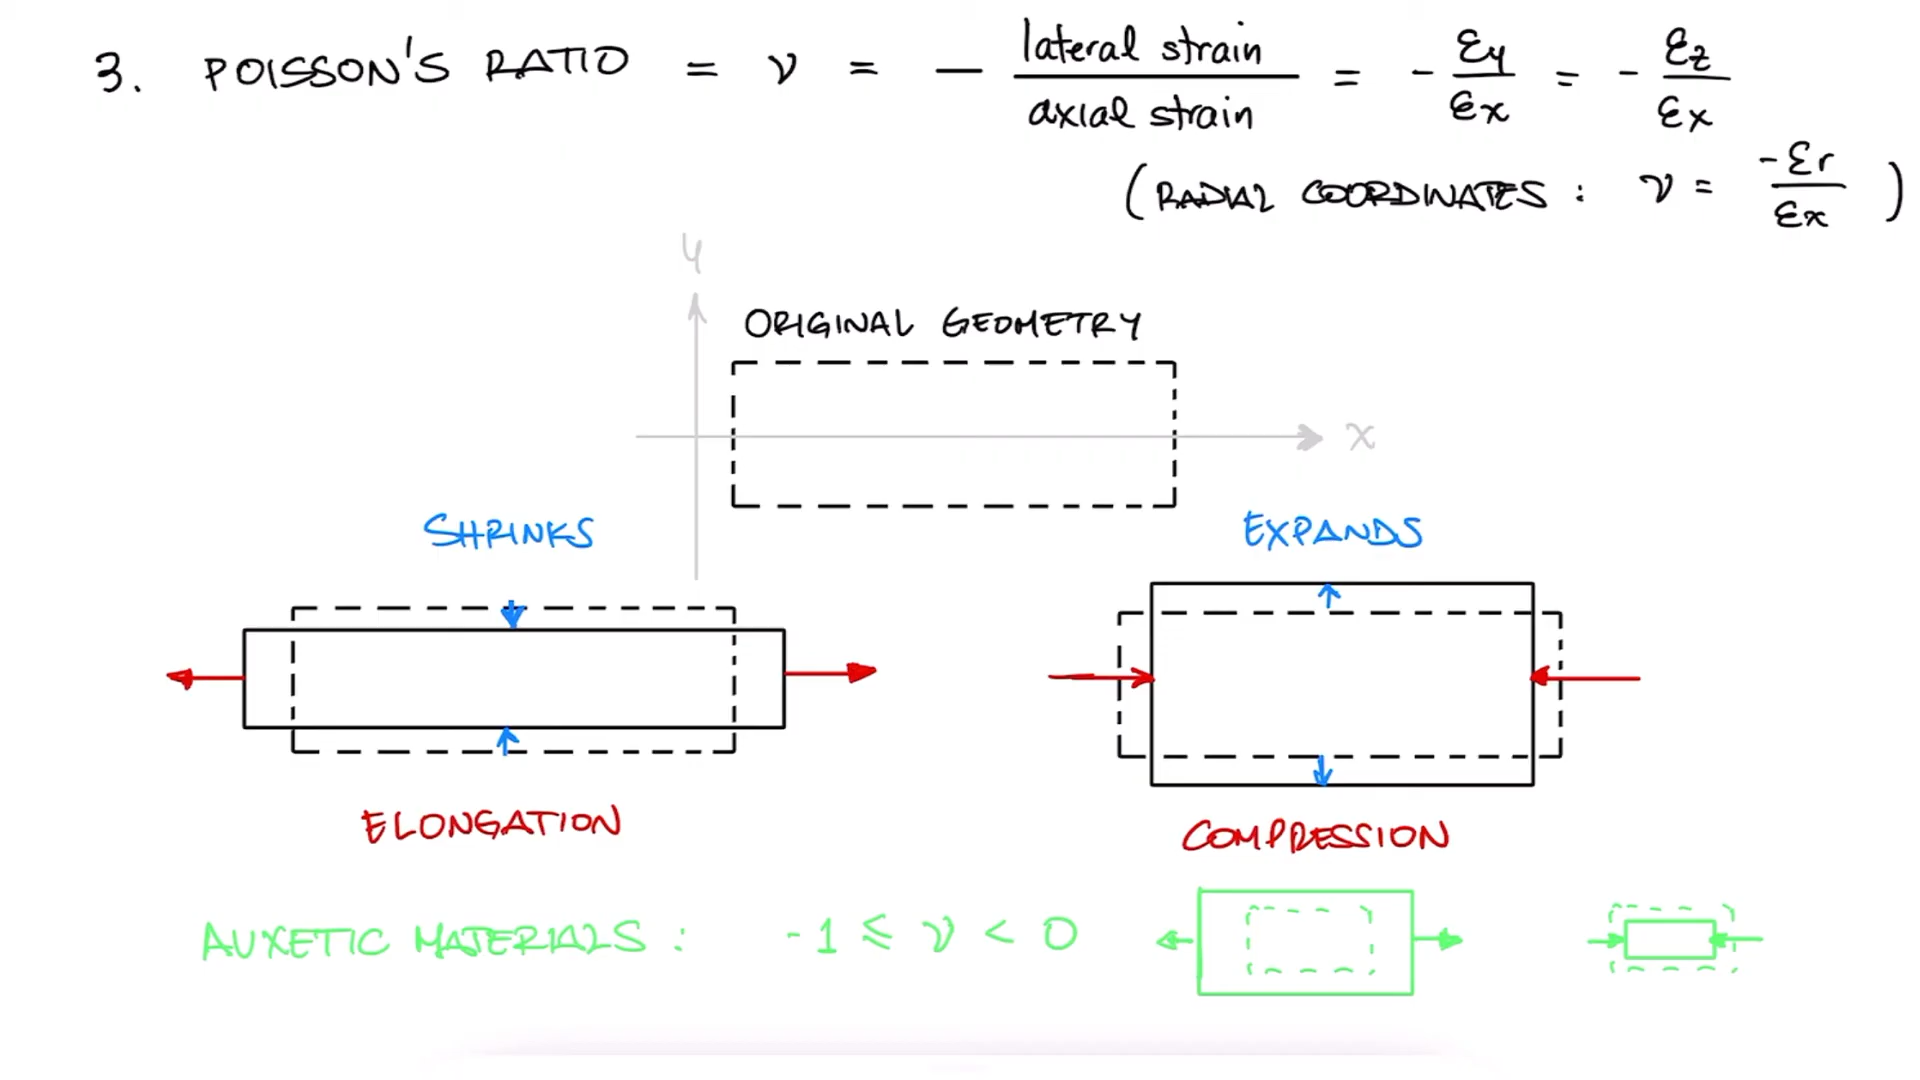 3. POISSON'S RATIO = ν = - lateral strain / axial strain = - εy / εx = - εz / εx
(RADIAL COORDINATES : ν = -εr / εx)
y
ORIGINAL GEOMETRY
x
SHRINKS
EXPANDS
ELONGATION
COMPRESSION
AUXETIC MATERIALS : -1 ≤ ν < 0